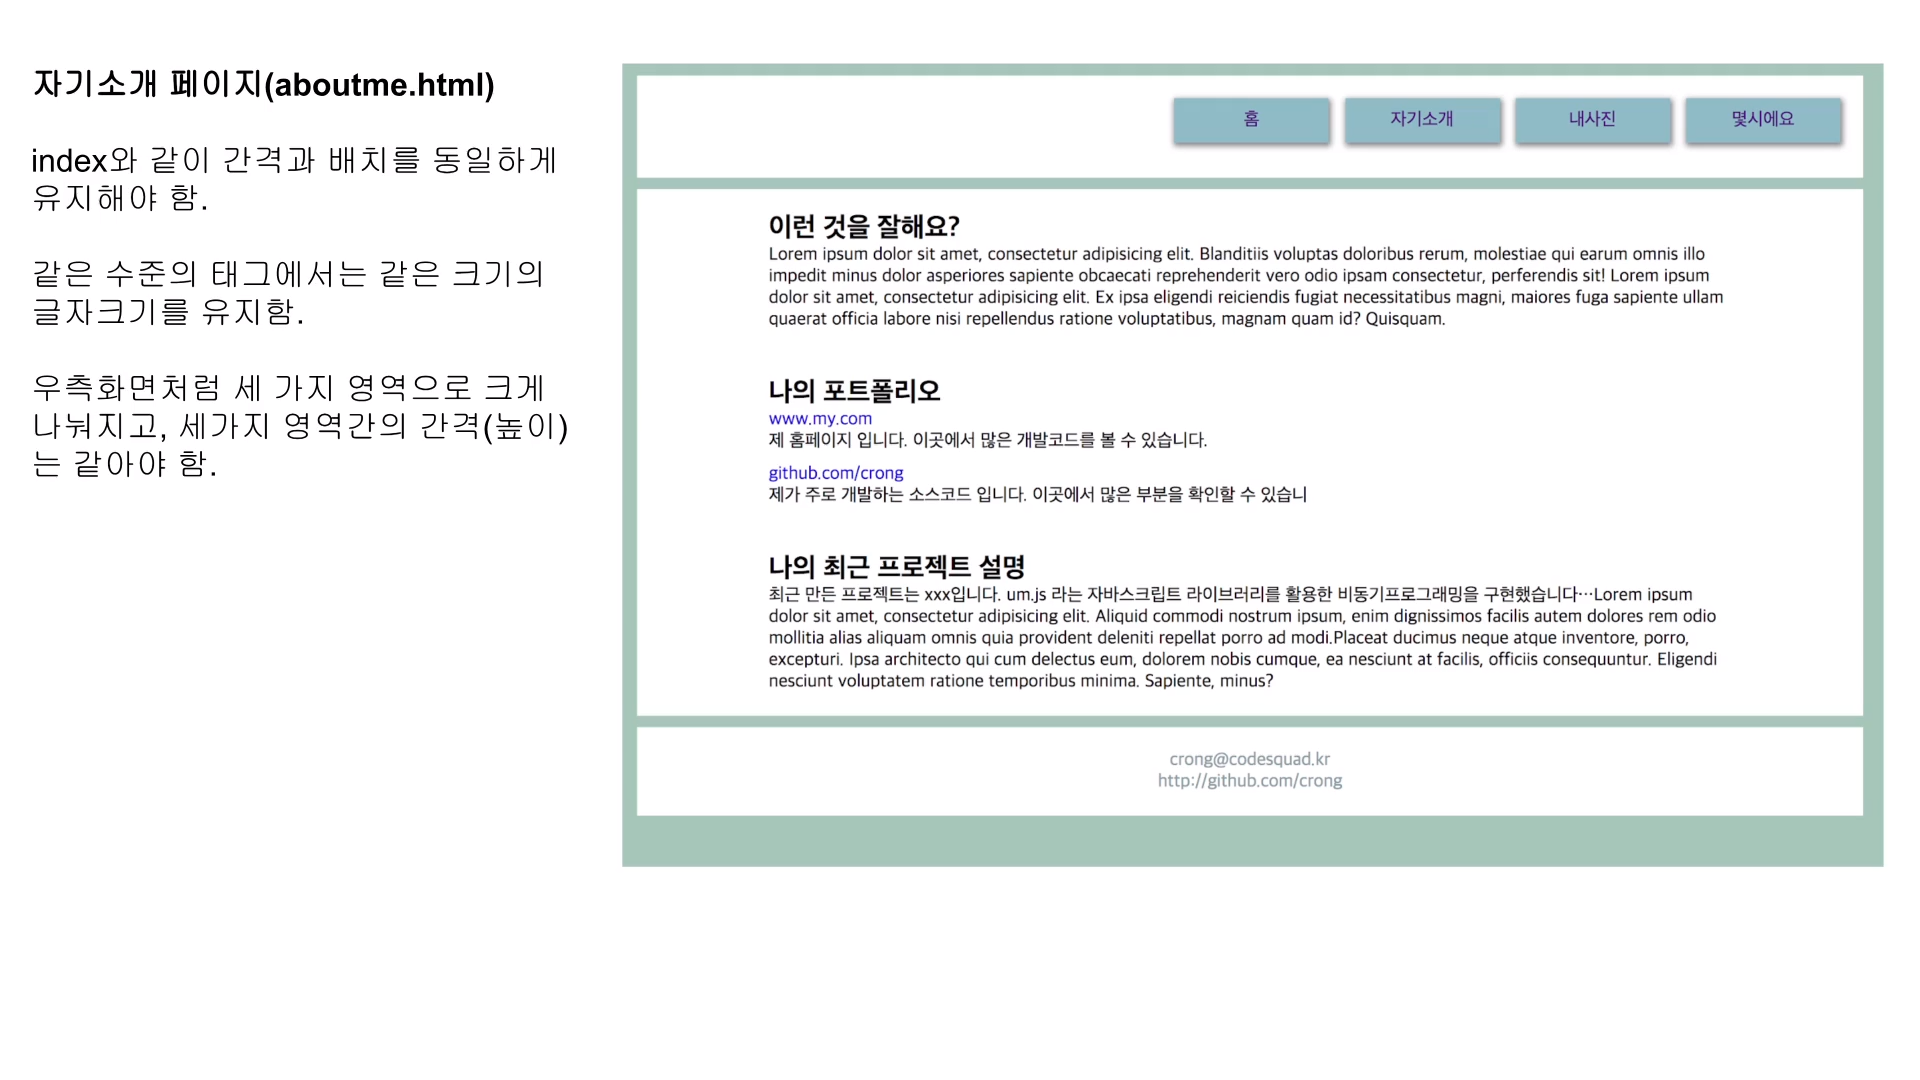 자기소개 페이지(aboutme.html)
index와 같이 간격과 배치를 동일하게
유지해야 함.
같은 수준의 태그에서는 같은 크기의
글자크기를 유지함.
우측화면처럼 세 가지 영역으로 크게
나눠지고, 세가지 영역간의 간격(높이)
는 같아야 함.
홈 자기소개 내사진 몇시에요
이런 것을 잘해요?
Lorem ipsum dolor sit amet, consectetur adipisicing elit. Blanditiis voluptas doloribus rerum, molestiae qui earum omnis illo
impedit minus dolor asperiores sapiente obcaecati reprehenderit vero odio ipsam consectetur, perferendis sit! Lorem ipsum
dolor sit amet, consectetur adipisicing elit. Ex ipsa eligendi reiciendis fugiat necessitatibus magni, maiores fuga sapiente ullam
quaerat officia labore nisi repellendus ratione voluptatibus, magnam quam id? Quisquam.
나의 포트폴리오
www.my.com
제 홈페이지 입니다. 이곳에서 많은 개발코드를 볼 수 있습니다.
github.com/crong
제가 주로 개발하는 소스코드 입니다. 이곳에서 많은 부분을 확인할 수 있습니
나의 최근 프로젝트 설명
최근 만든 프로젝트는 xxx입니다. um.js 라는 자바스크립트 라이브러리를 활용한 비동기프로그래밍을 구현했습니다…Lorem ipsum
dolor sit amet, consectetur adipisicing elit. Aliquid commodi nostrum ipsum, enim dignissimos facilis autem dolores rem odio
mollitia alias aliquam omnis quia provident deleniti repellat porro ad modi.Placeat ducimus neque atque inventore, porro,
excepturi. Ipsa architecto qui cum delectus eum, dolorem nobis cumque, ea nesciunt at facilis, officiis consequuntur. Eligendi
nesciunt voluptatem ratione temporibus minima. Sapiente, minus?
crong@codesquad.kr
http://github.com/crong